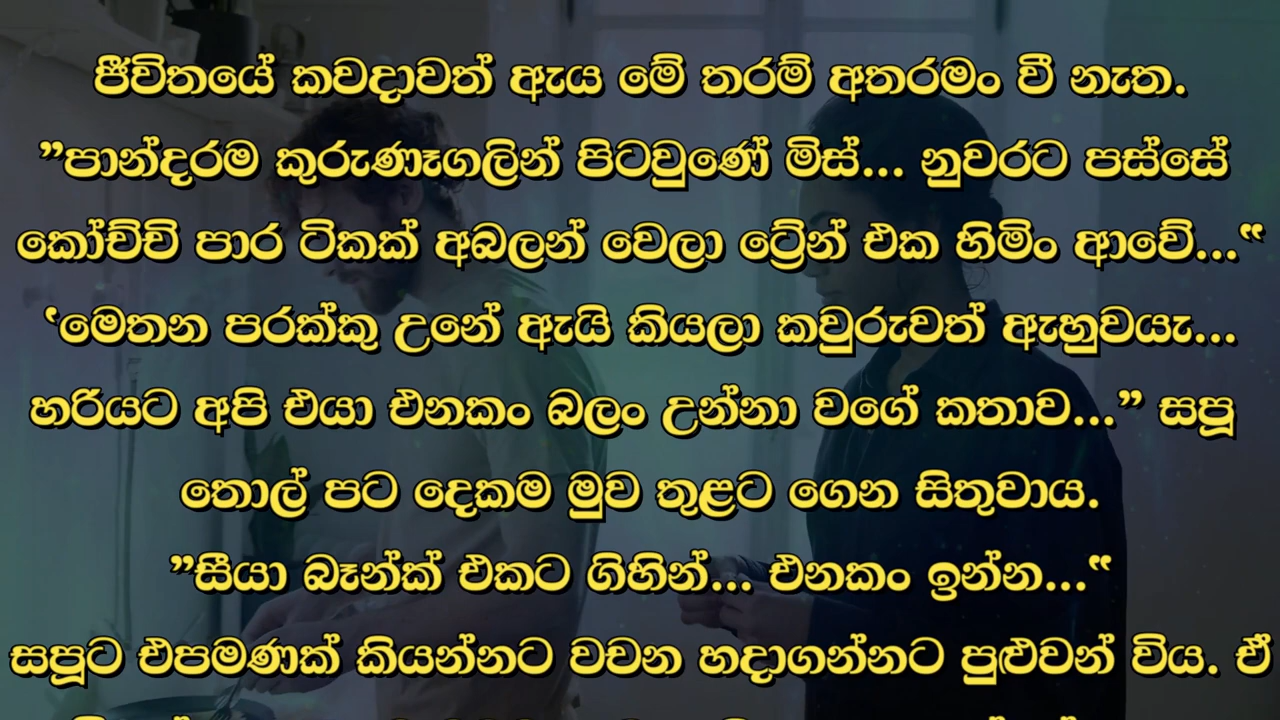 ජීවිතයේ කවදාවත් ඇය මේ තරම් අතරමං වී නැත.
”පාන්දරම කුරුණෑගලින් පිටවුණේ මිස්... නුවරට පස්සේ
කෝච්චි පාර ටිකක් අබලන් වෙලා ට්‍රේන් එක හිමිං ආවේ...“
‛මෙතන පරක්කු උනේ ඇයි කියලා කවුරුවත් ඇහුවයැ...
හරියට අපි එයා එනකං බලං උන්නා වගේ කතාව...” සපූ
තොල් පට දෙකම මුව තුළට ගෙන සිතුවාය.
”සීයා බෑන්ක් එකට ගිහින්... එනකං ඉන්න...“
සපූට එපමණක් කියන්නට වචන හදාගන්නට පුළුවන් විය. ඒ